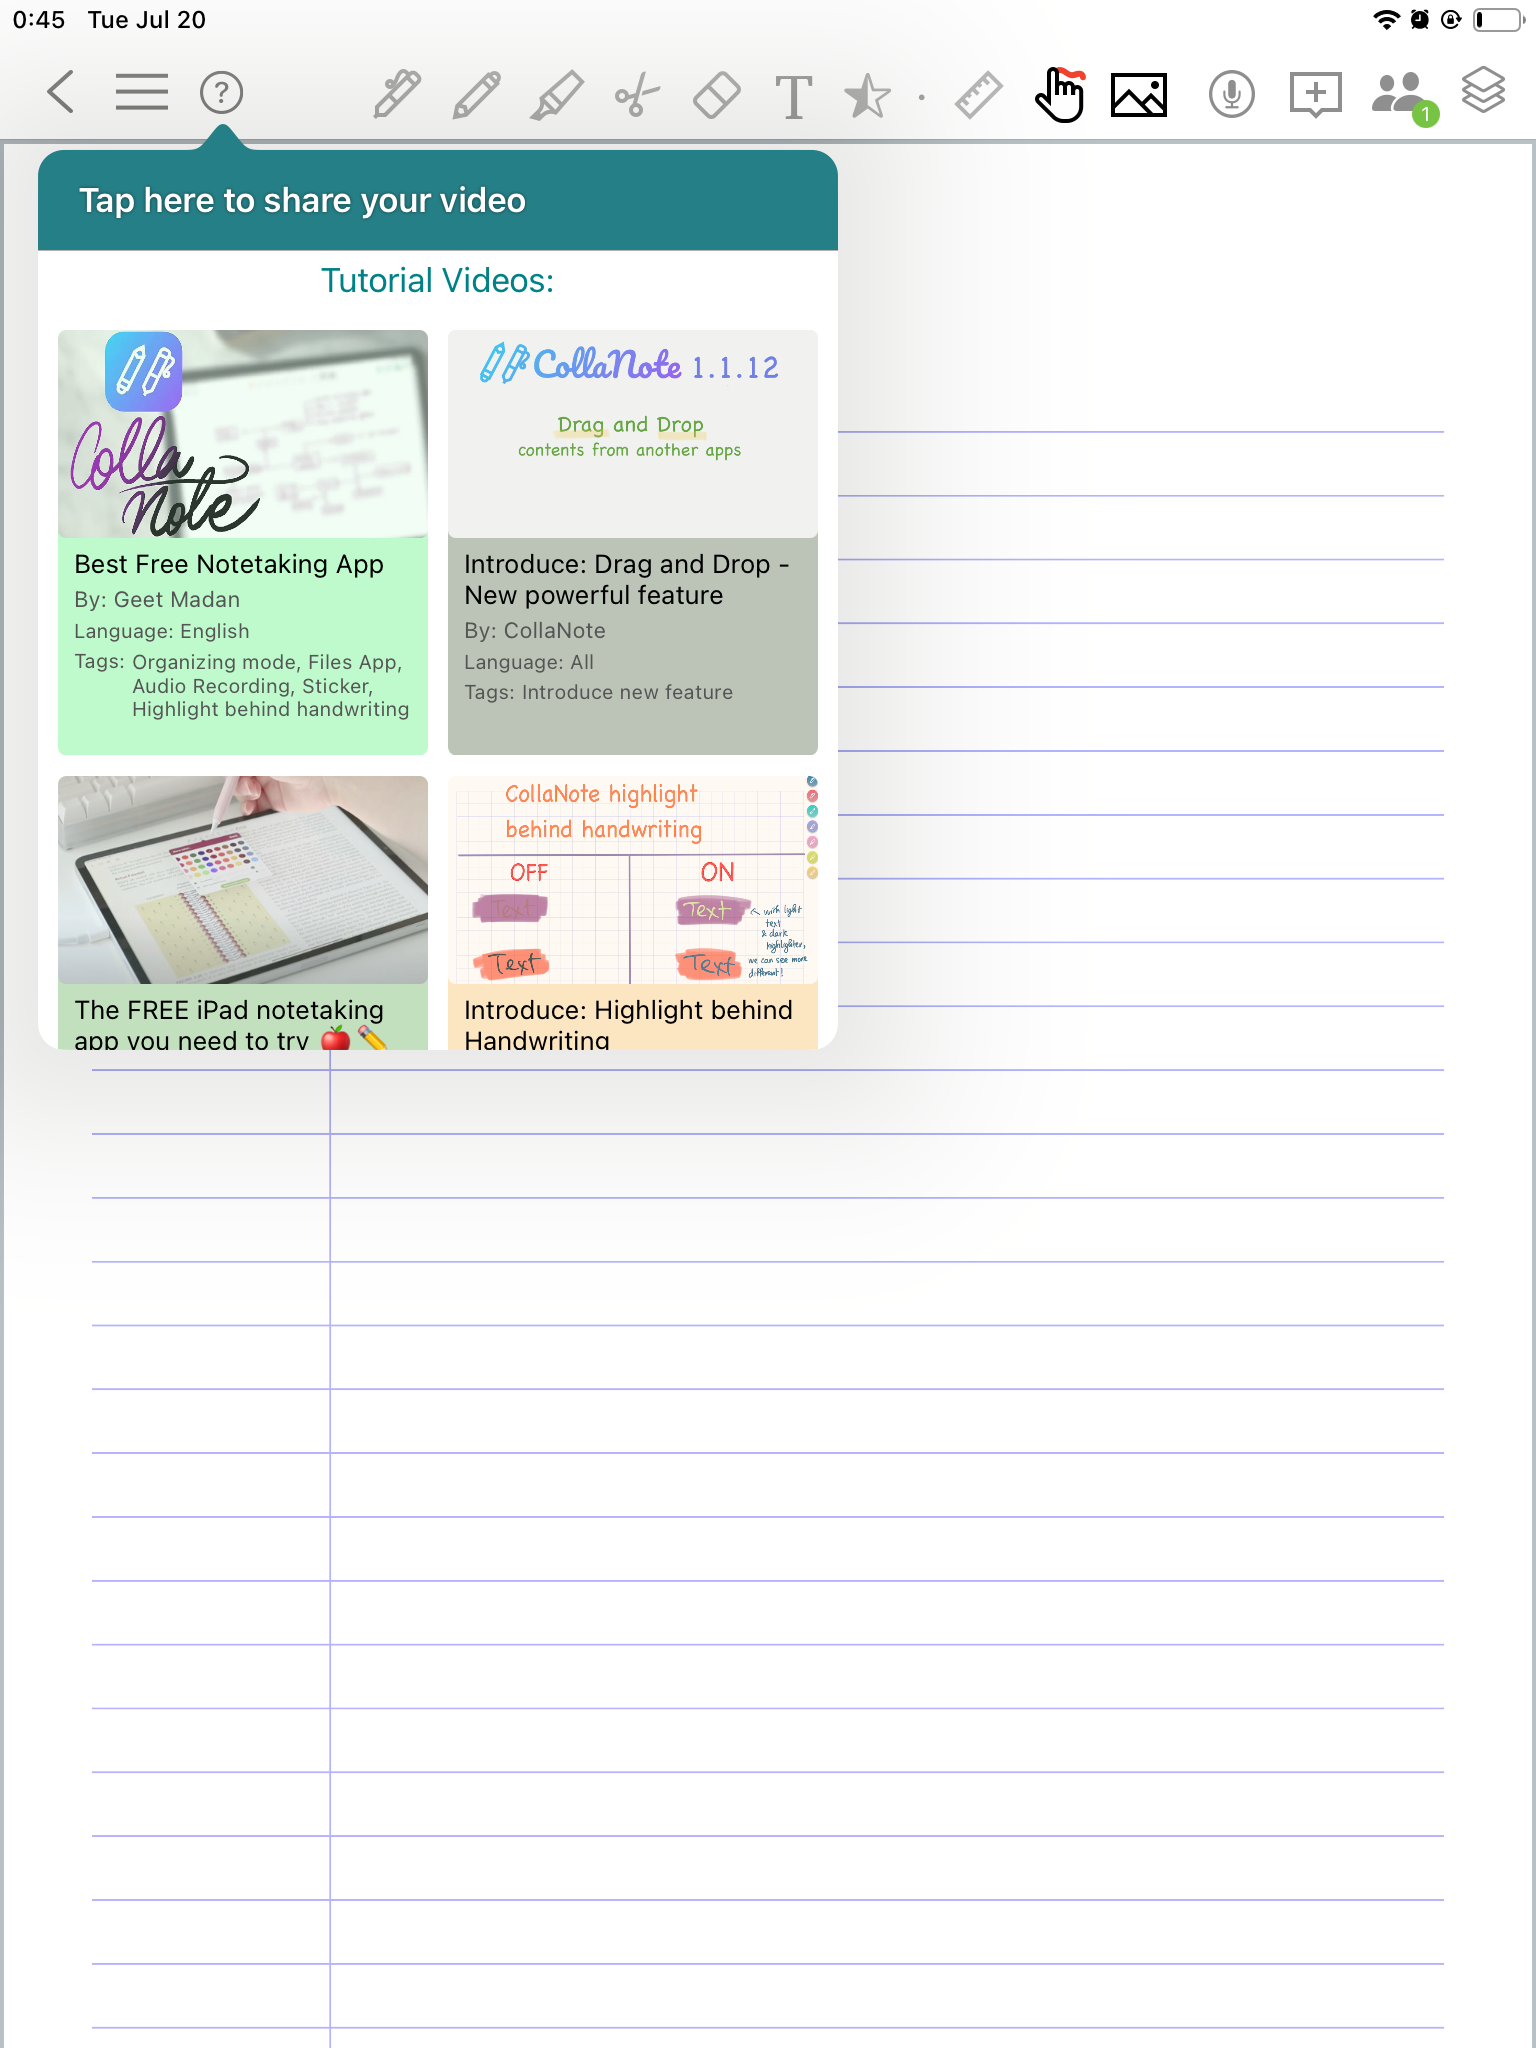 0:45 Tue Jul 20
?
T
1
Tap here to share your video
Tutorial Videos:
Colla
Note
Best Free Notetaking App
By: Geet Madan
Language: English
Tags: Organizing mode, Files App,
Audio Recording, Sticker,
Highlight behind handwriting
CollaNote 1.1.12
Drag and Drop
contents from another apps
Introduce: Drag and Drop -
New powerful feature
By: CollaNote
Language: All
Tags: Introduce new feature
The FREE iPad notetaking
app you need to try 🍎✏️
CollaNote highlight
behind handwriting
OFF ON
Text Text
with light
text
& dark
highlighter,
Text Text
we can see more
different!
Introduce: Highlight behind
Handwriting